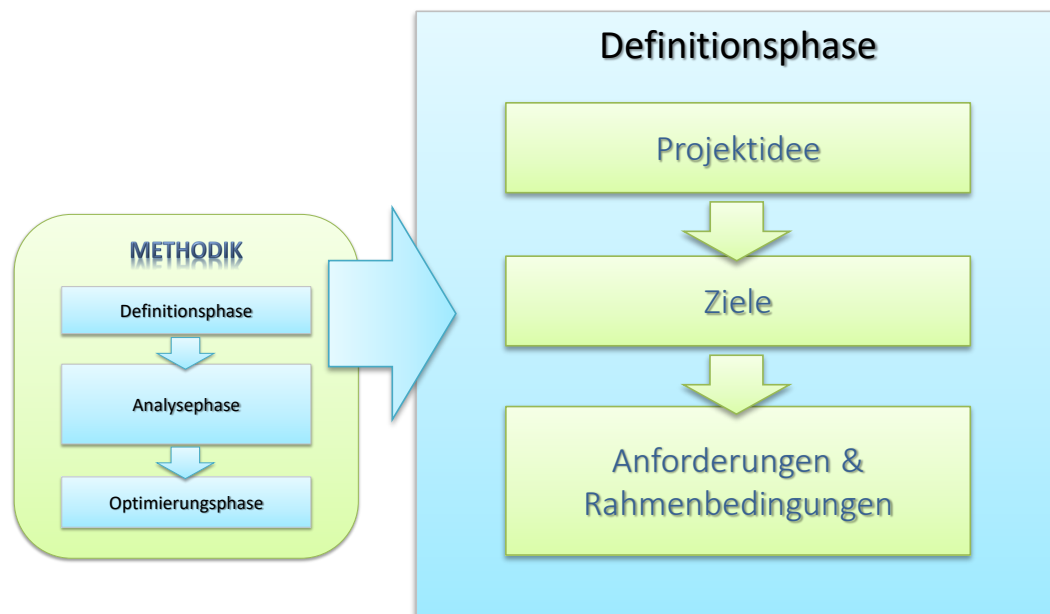 METHODIK
Definitionsphase
Analysephase
Optimierungsphase
Definitionsphase
Projektidee
Ziele
Anforderungen &
Rahmenbedingungen